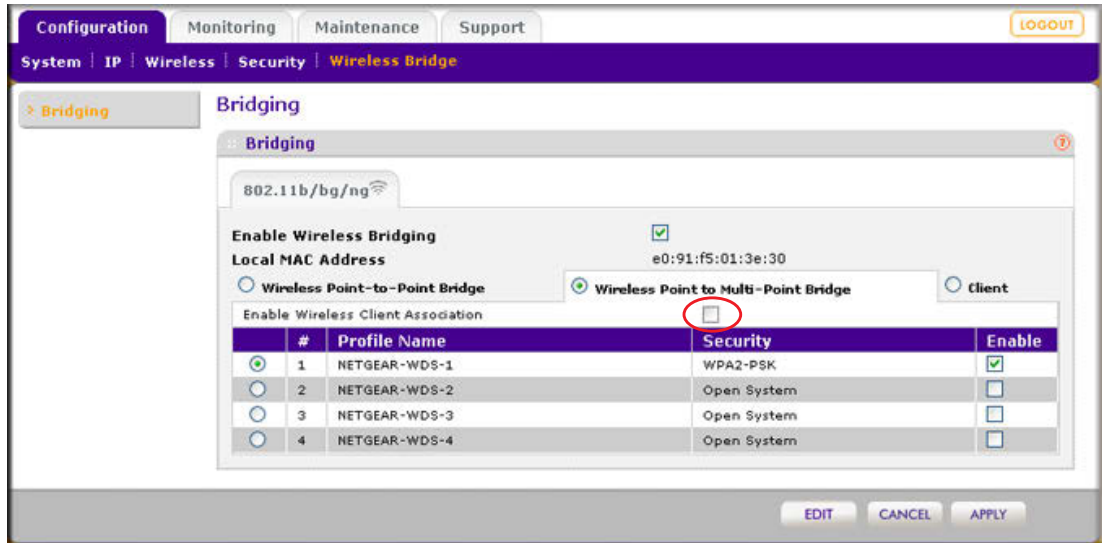 Configuration Monitoring Maintenance Support LOGOUT
System IP Wireless Security Wireless Bridge
Bridging
Bridging
Bridging ?
802.11b/bg/ng
Enable Wireless Bridging
Local MAC Address e0:91:f5:01:3e:30
Wireless Point-to-Point Bridge Wireless Point to Multi-Point Bridge Client
Enable Wireless Client Association
# Profile Name Security Enable
1 NETGEAR-WDS-1 WPA2-PSK
2 NETGEAR-WDS-2 Open System
3 NETGEAR-WDS-3 Open System
4 NETGEAR-WDS-4 Open System
EDIT CANCEL APPLY